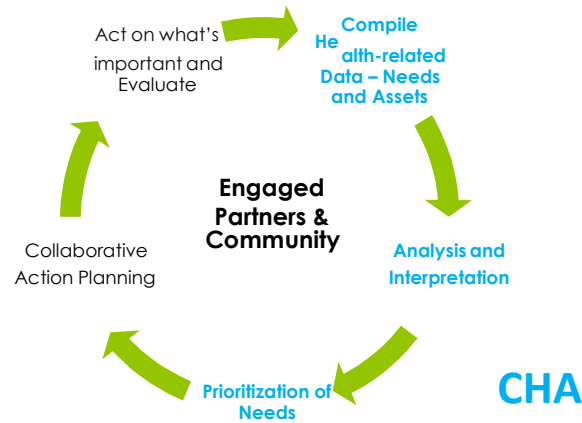 Act on what's
important and
Evaluate
Compile
He alth-related
Data – Needs
and Assets
Engaged
Partners &
Community
Collaborative
Action Planning
Analysis and
Interpretation
Prioritization of
Needs
CHA